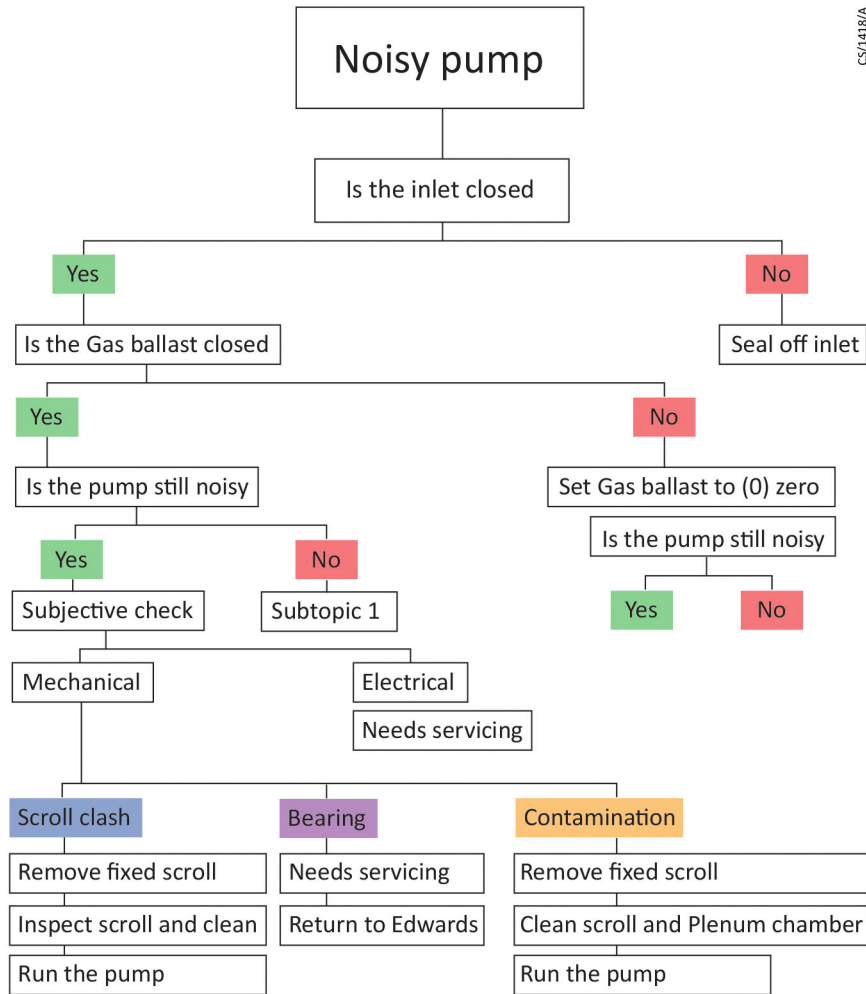 CS/1418/A
Noisy pump
Is the inlet closed
Yes
No
Is the Gas ballast closed
Seal off inlet
Yes
No
Is the pump still noisy
Set Gas ballast to (0) zero
Is the pump still noisy
Yes
No
Yes
No
Subjective check
Subtopic 1
Mechanical
Electrical
Needs servicing
Scroll clash
Bearing
Contamination
Remove fixed scroll
Needs servicing
Remove fixed scroll
Inspect scroll and clean
Return to Edwards
Clean scroll and Plenum chamber
Run the pump
Run the pump